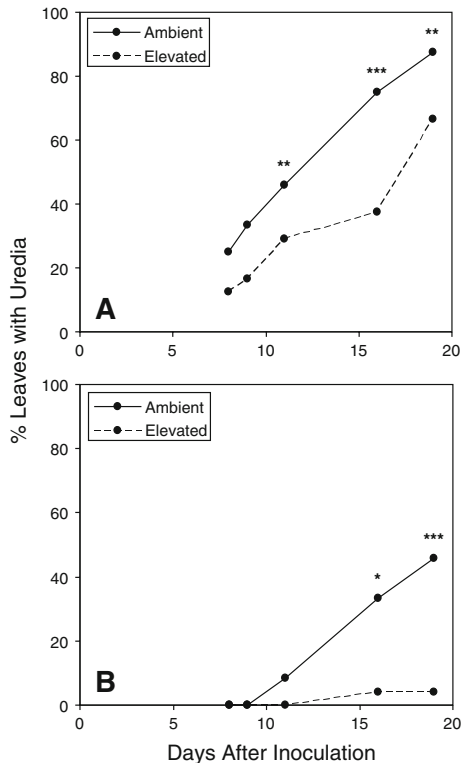 100
80
60
40
20
0
Ambient
Elevated
**
***
**
A
0 5 10 15 20
% Leaves with Uredia
100
80
60
40
20
0
Ambient
Elevated
*
***
B
0 5 10 15 20
Days After Inoculation